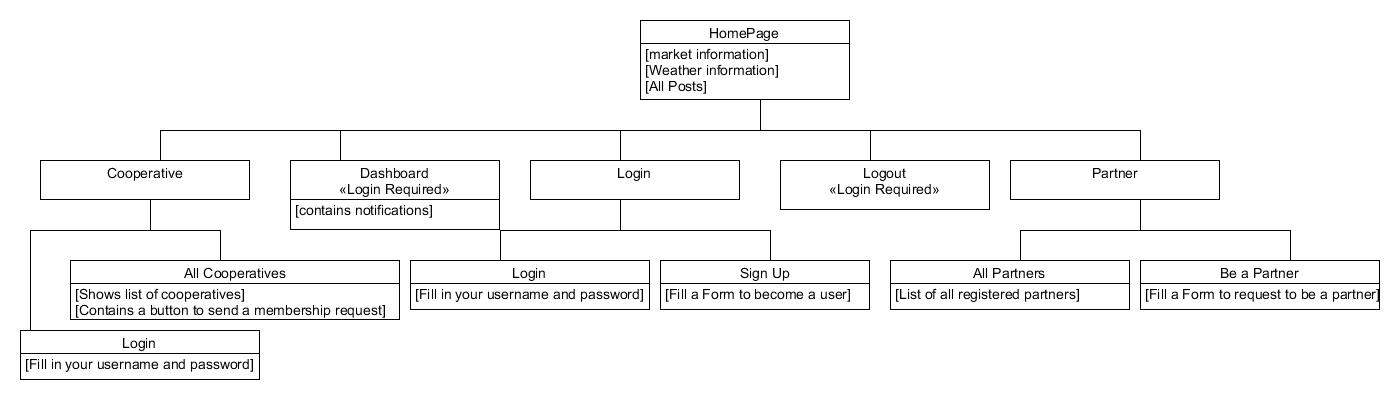 HomePage
[market information]
[Weather information]
[All Posts]
Cooperative
Dashboard
«Login Required»
[contains notifications]
Login
Logout
«Login Required»
Partner
All Cooperatives
[Shows list of cooperatives]
[Contains a button to send a membership request]
Login
[Fill in your username and password]
Sign Up
[Fill a Form to become a user]
All Partners
[List of all registered partners]
Be a Partner
[Fill a Form to request to be a partner]
Login
[Fill in your username and password]